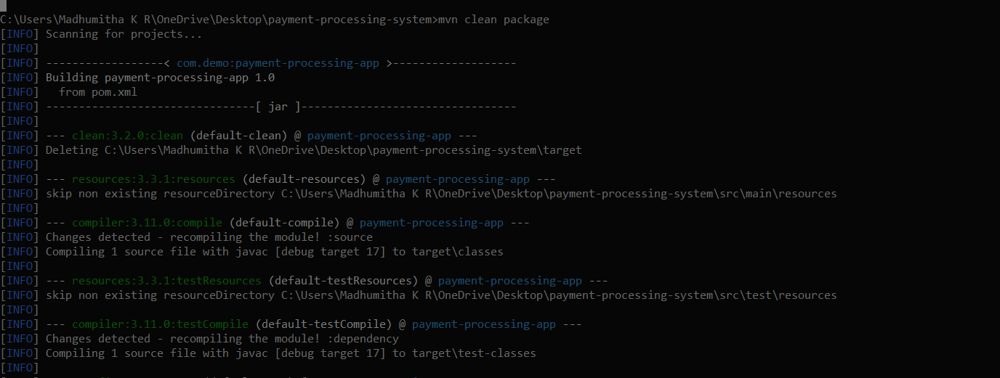 C:\Users\Madhumitha K R\OneDrive\Desktop\payment-processing-system>mvn clean package
[INFO] Scanning for projects...
[INFO]
[INFO] ------------------< com.demo:payment-processing-app >-------------------
[INFO] Building payment-processing-app 1.0
[INFO]   from pom.xml
[INFO] --------------------------------[ jar ]---------------------------------
[INFO]
[INFO] --- clean:3.2.0:clean (default-clean) @ payment-processing-app ---
[INFO] Deleting C:\Users\Madhumitha K R\OneDrive\Desktop\payment-processing-system\target
[INFO]
[INFO] --- resources:3.3.1:resources (default-resources) @ payment-processing-app ---
[INFO] skip non existing resourceDirectory C:\Users\Madhumitha K R\OneDrive\Desktop\payment-processing-system\src\main\resources
[INFO]
[INFO] --- compiler:3.11.0:compile (default-compile) @ payment-processing-app ---
[INFO] Changes detected - recompiling the module! :source
[INFO] Compiling 1 source file with javac [debug target 17] to target\classes
[INFO]
[INFO] --- resources:3.3.1:testResources (default-testResources) @ payment-processing-app ---
[INFO] skip non existing resourceDirectory C:\Users\Madhumitha K R\OneDrive\Desktop\payment-processing-system\src\test\resources
[INFO]
[INFO] --- compiler:3.11.0:testCompile (default-testCompile) @ payment-processing-app ---
[INFO] Changes detected - recompiling the module! :dependency
[INFO] Compiling 1 source file with javac [debug target 17] to target\test-classes
[INFO]